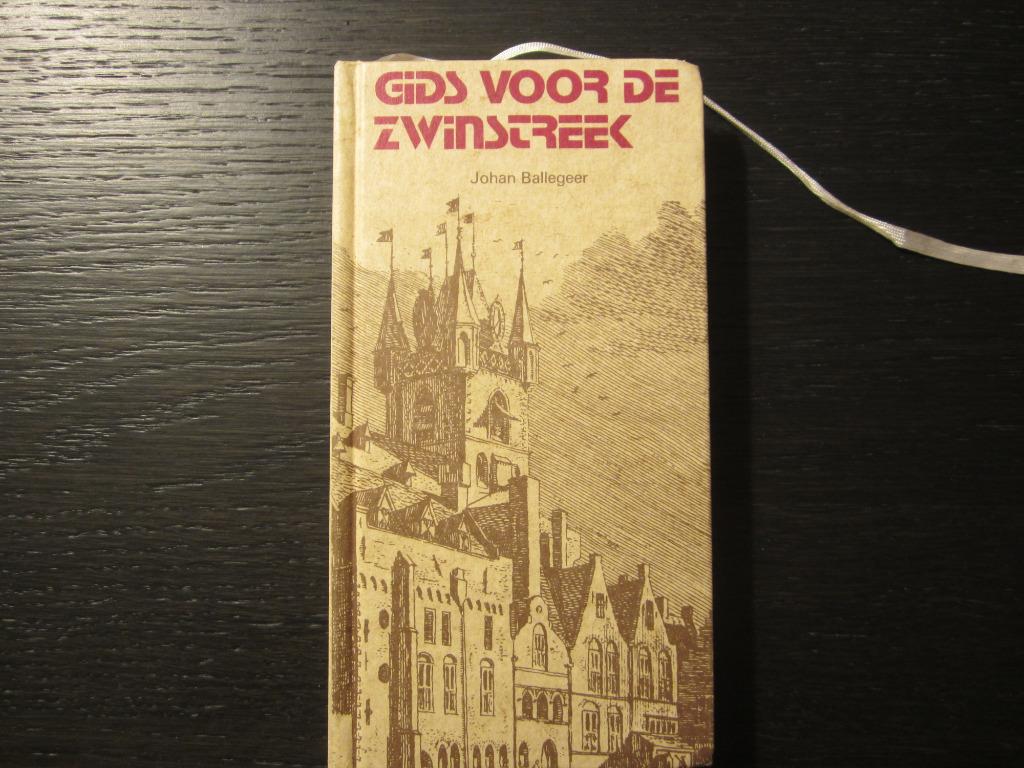 GIDS VOOR DE
ZWINSTREEK
Johan Ballegeer